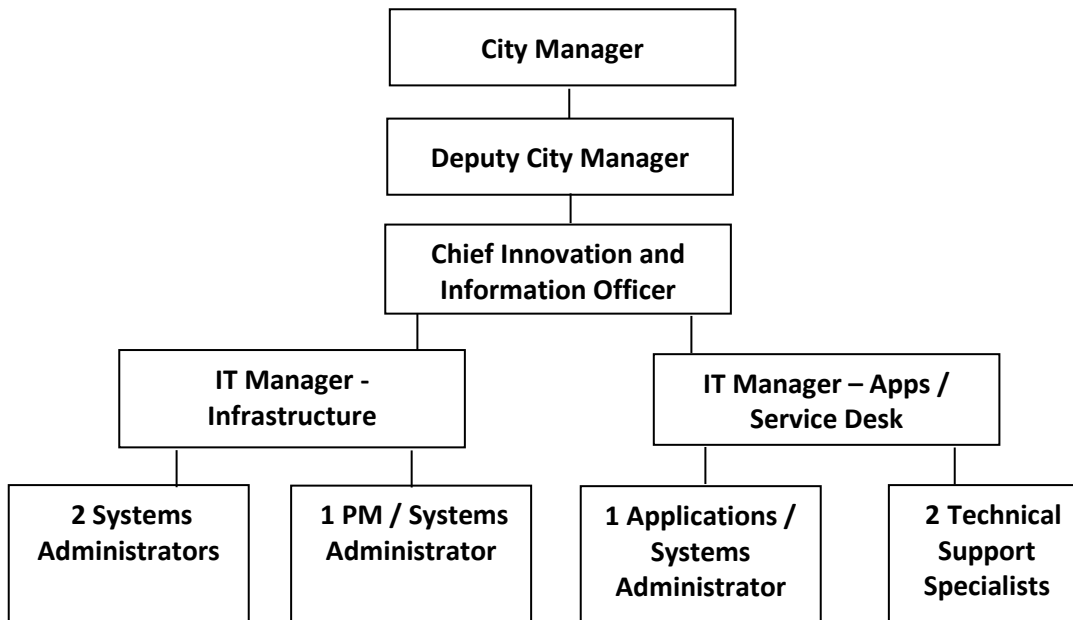 City Manager
Deputy City Manager
Chief Innovation and
Information Officer
IT Manager -
Infrastructure
IT Manager – Apps /
Service Desk
2 Systems
Administrators
1 PM / Systems
Administrator
1 Applications /
Systems
Administrator
2 Technical
Support
Specialists